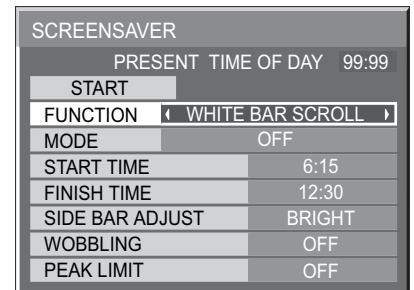 SCREENSAVER
PRESENT TIME OF DAY 99:99
START
FUNCTION WHITE BAR SCROLL
MODE OFF
START TIME 6:15
FINISH TIME 12:30
SIDE BAR ADJUST BRIGHT
WOBBLING OFF
PEAK LIMIT OFF